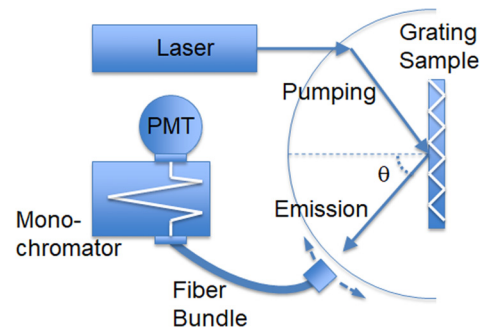 Laser
Grating
Sample
Pumping
PMT
θ
Emission
Mono-
chromator
Fiber
Bundle